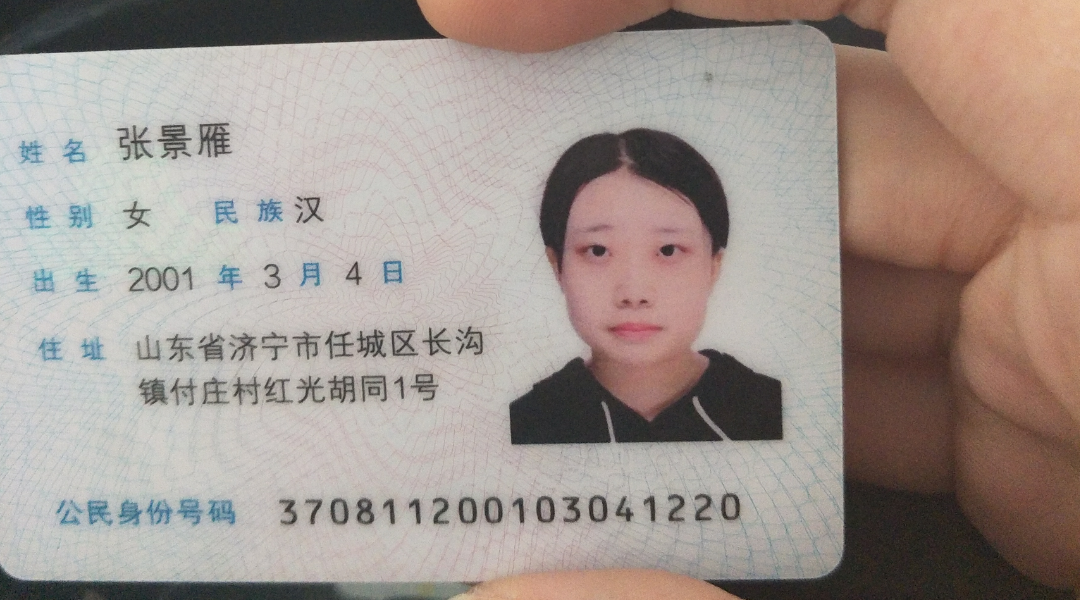 姓名 张景雁
性别 女 民族 汉
出生 2001 年 3 月 4 日
住址 山东省济宁市任城区长沟
镇付庄村红光胡同1号
公民身份号码 370811200103041220